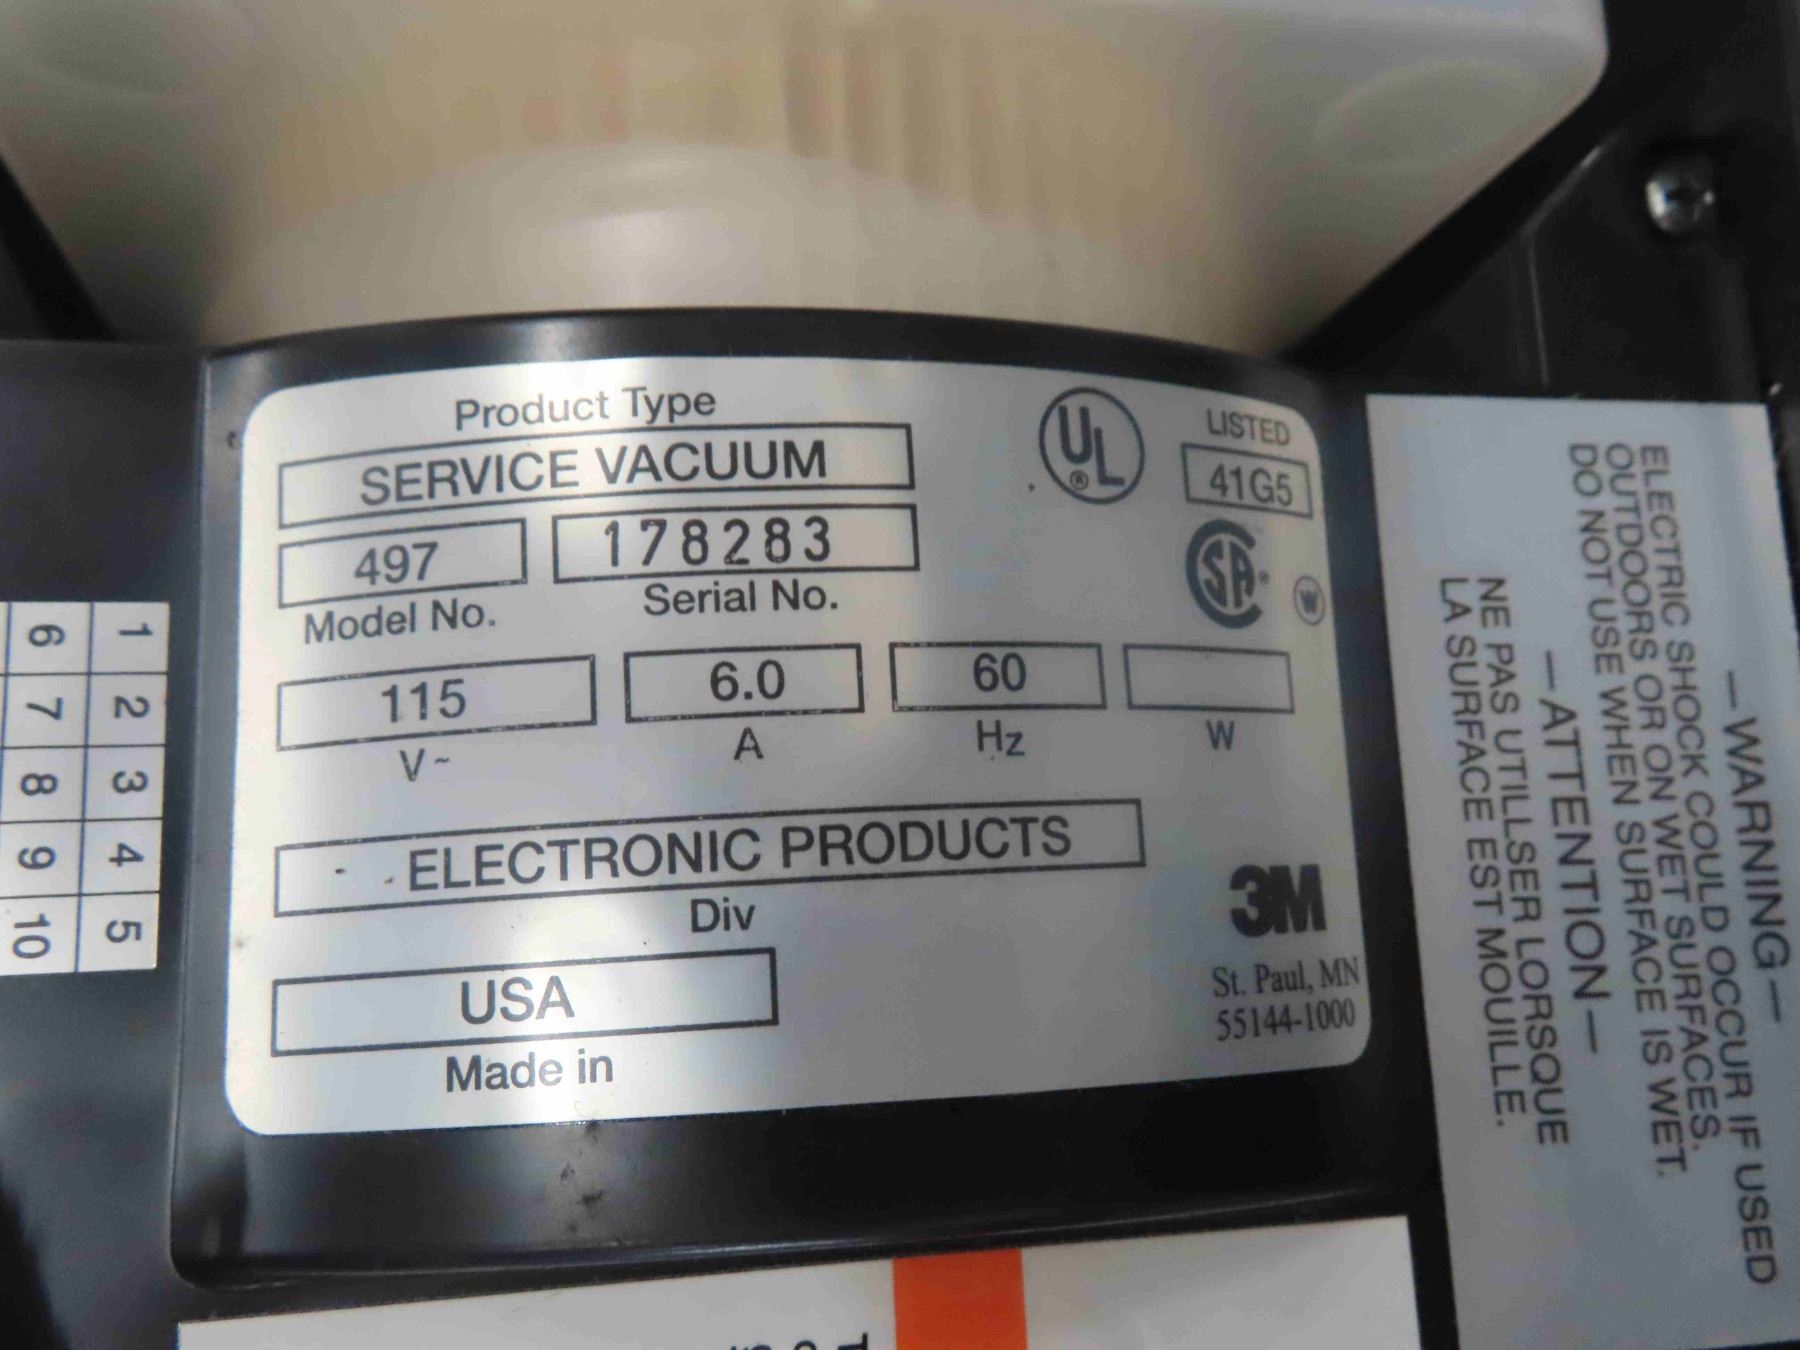 Product Type
SERVICE VACUUM
497
178283
Model No.
Serial No.
115
6.0
60
V~
A
Hz
W
ELECTRONIC PRODUCTS
Div
USA
Made in
UL
®
LISTED
41G5
SA
®
W
3M
St. Paul, MN
55144-1000
—WARNING—
ELECTRIC SHOCK COULD OCCUR IF USED
OUTDOORS OR ON WET SURFACES.
DO NOT USE WHEN SURFACE IS WET.
—ATTENTION—
NE PAS UTILLSER LORSQUE
LA SURFACE EST MOUILLE.
1 2 3 4 5
6 7 8 9 10